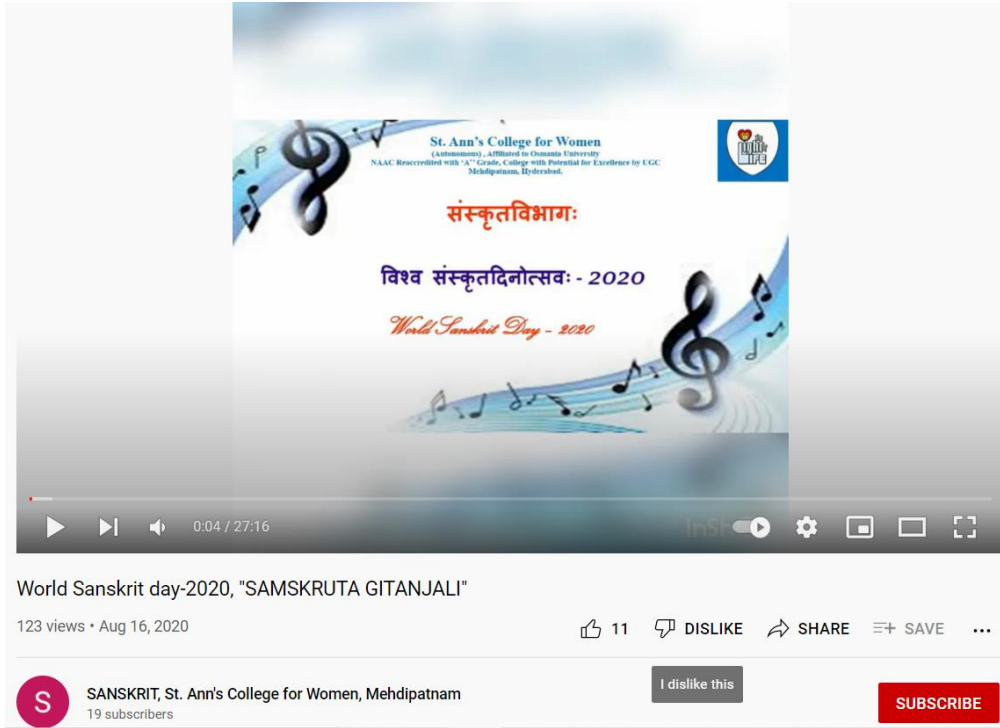 St. Ann's College for Women
(Autonomous) , Affiliated to Osmania University
NAAC Reaccredited with 'A+' Grade, College with Potential for Excellence by UGC
Mehdipatnam, Hyderabad.
संस्कृतविभागः
विश्व संस्कृतदिनोत्सवः - 2020
World Sanskrit Day - 2020
0:04 / 27:16
World Sanskrit day-2020, "SAMSKRUTA GITANJALI"
123 views • Aug 16, 2020
11 DISLIKE SHARE SAVE
I dislike this
S
SANSKRIT, St. Ann's College for Women, Mehdipatnam
19 subscribers
SUBSCRIBE